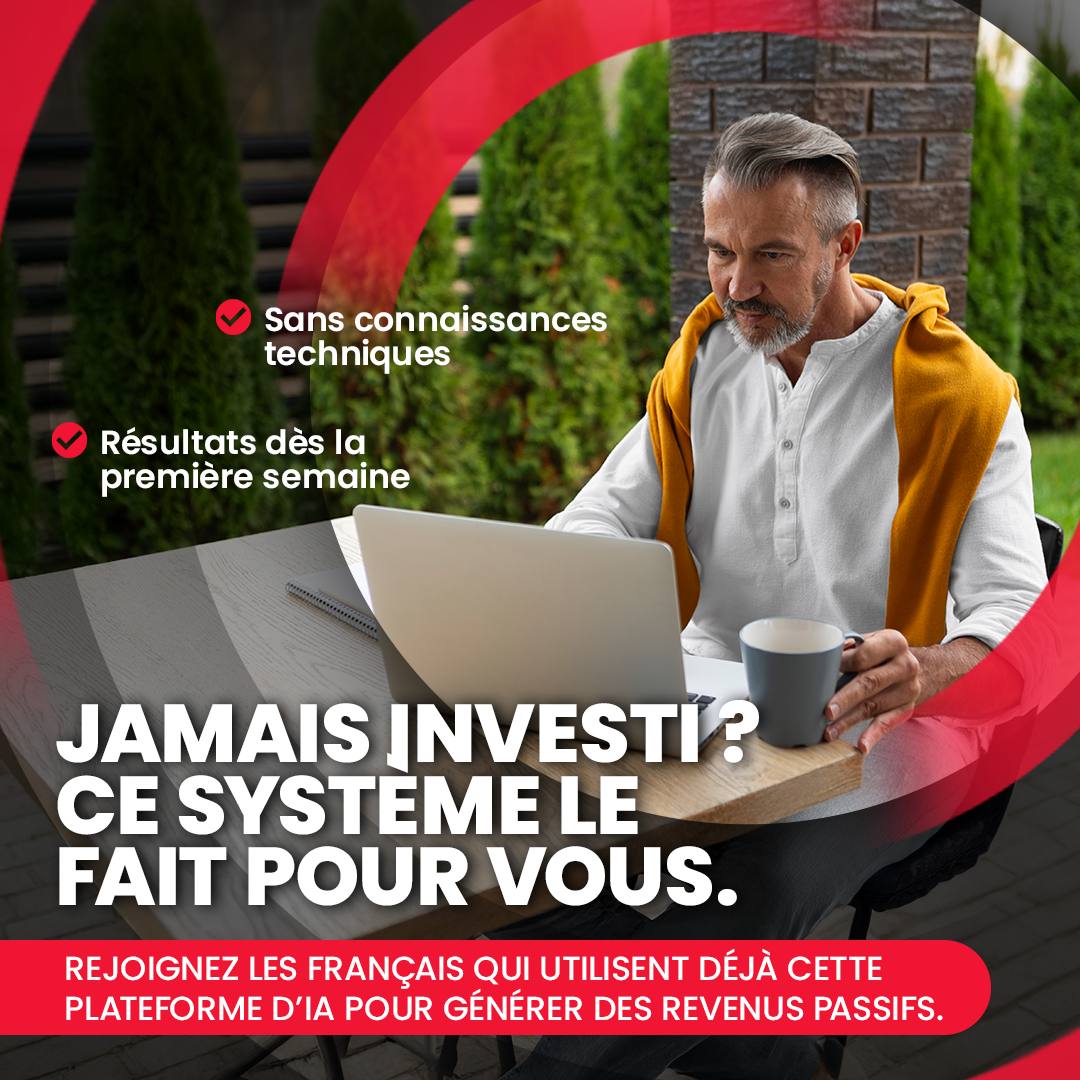 Sans connaissances
techniques
Résultats dès la
première semaine
JAMAIS INVESTI ?
CE SYSTÈME LE
FAIT POUR VOUS.
REJOIGNEZ LES FRANÇAIS QUI UTILISENT DÉJÀ CETTE
PLATEFORME D’IA POUR GÉNÉRER DES REVENUS PASSIFS.